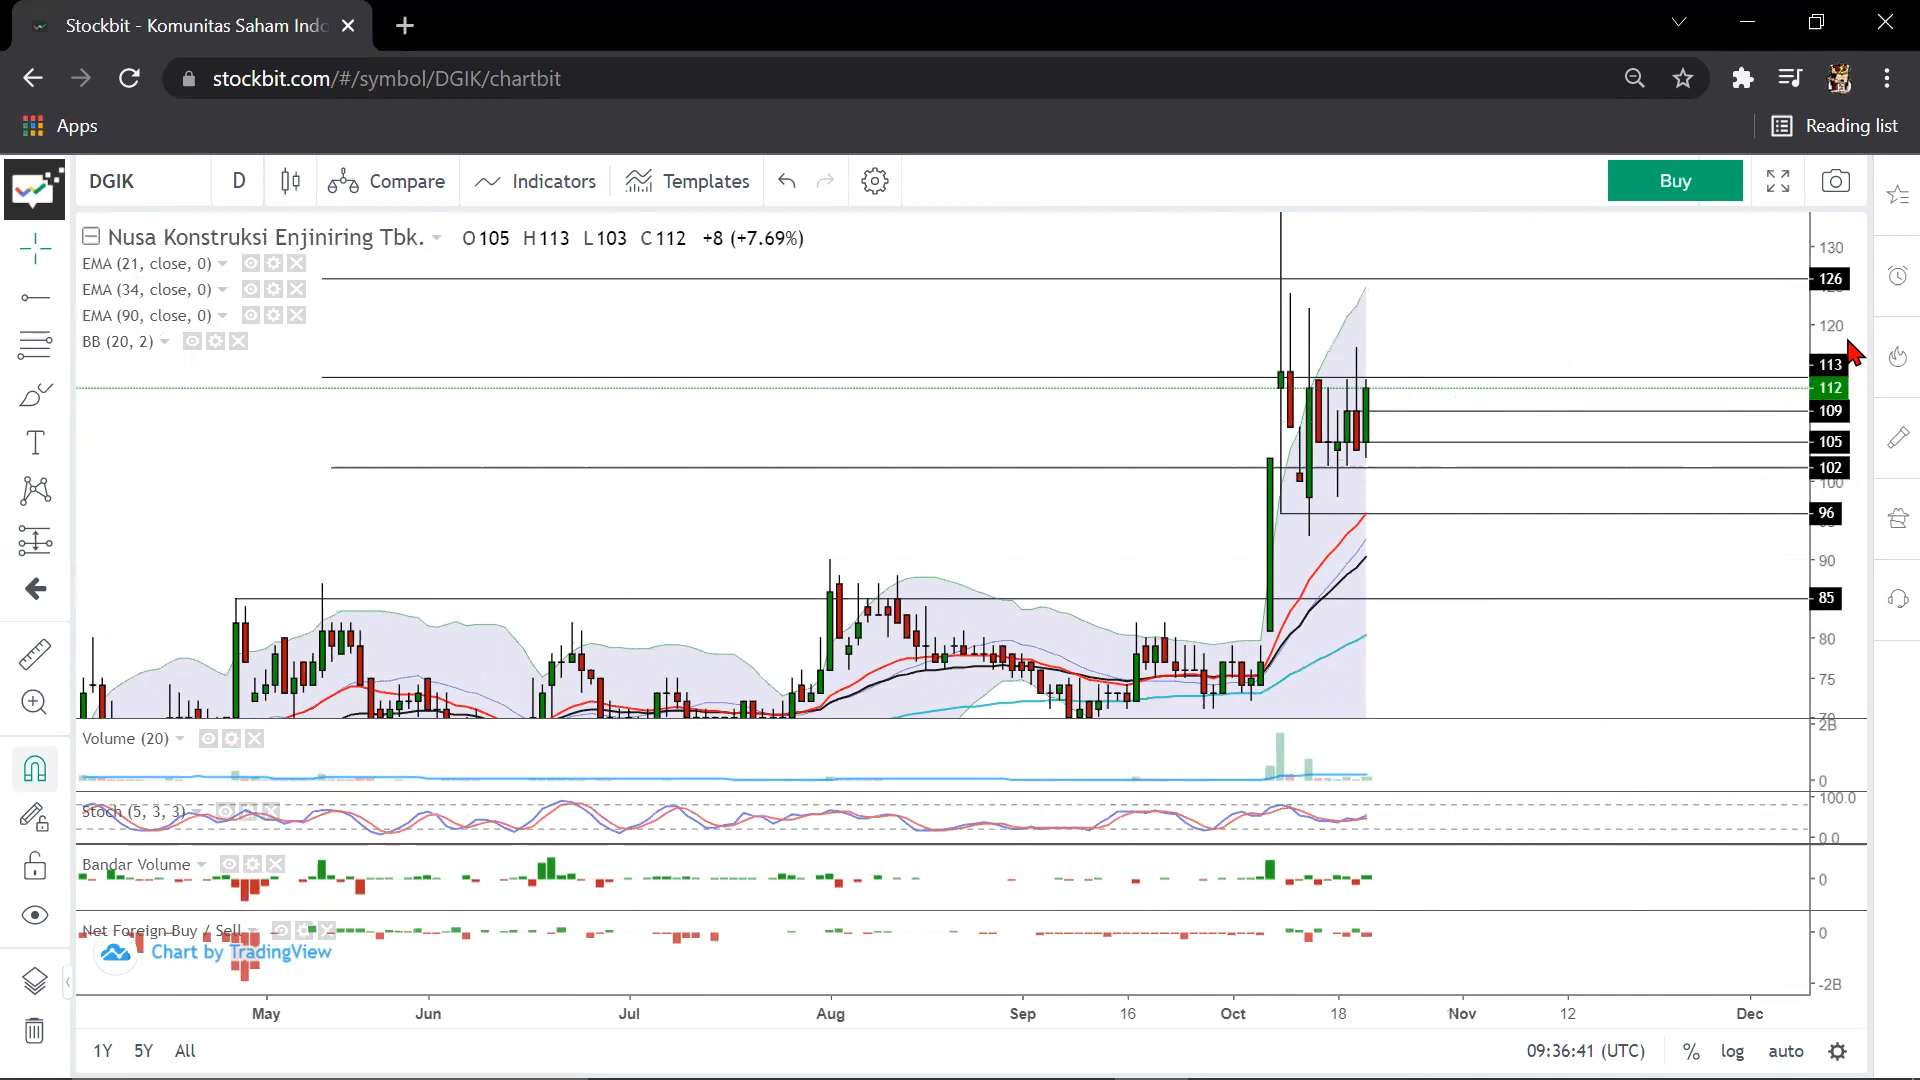 Stockbit - Komunitas Saham Indo
stockbit.com/#/symbol/DGIK/chartbit
Apps
Reading list
DGIK
D
Compare
Indicators
Templates
Buy
Nusa Konstruksi Enjiniring Tbk. O105 H113 L103 C112 +8 (+7.69%)
EMA (21, close, 0)
EMA (34, close, 0)
EMA (90, close, 0)
BB (20, 2)
130
126
120
113
112
109
105
102
100
96
90
85
80
75
70
Volume (20)
2B
0
Stoch (5, 3, 3)
100.0
0.0
Bandar Volume
0
Net Foreign Buy / Sell
0
Chart by TradingView
-2B
May Jun Jul Aug Sep 16 Oct 18 Nov 12 Dec
1Y 5Y All
09:36:41 (UTC) % log auto